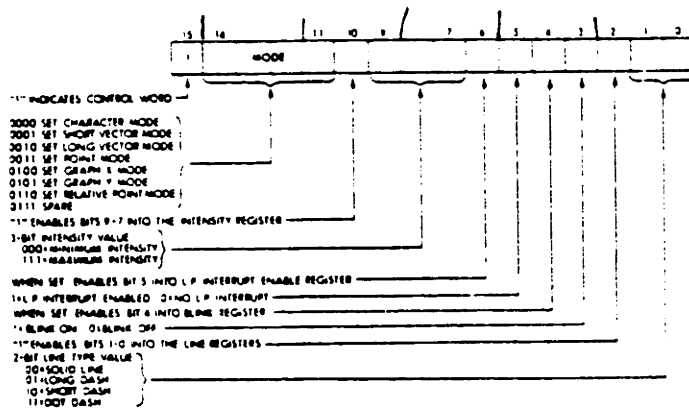 15 14 11 10 9 7 6 5 4 3 2 1 0
1 MODE
"1" INDICATES CONTROL WORD
0000 SET CHARACTER MODE
0001 SET SHORT VECTOR MODE
0010 SET LONG VECTOR MODE
0011 SET POINT MODE
0100 SET GRAPH X MODE
0101 SET GRAPH Y MODE
0110 SET RELATIVE POINT MODE
0111 SPARE
"1" ENABLES BITS 9-7 INTO THE INTENSITY REGISTER
3-BIT INTENSITY VALUE
000=MINIMUM INTENSITY
111=MAXIMUM INTENSITY
WHEN SET ENABLES BIT 5 INTO L.P. INTERRUPT ENABLE REGISTER
1=L.P. INTERRUPT ENABLED 0=NO L.P. INTERRUPT
WHEN SET ENABLES BIT 4 INTO BLINK REGISTER
1=BLINK ON 0=BLINK OFF
"1" ENABLES BITS 1-0 INTO THE LINE REGISTERS
2-BIT LINE TYPE VALUE
00=SOLID LINE
01=LONG DASH
10=SHORT DASH
11=DOT DASH